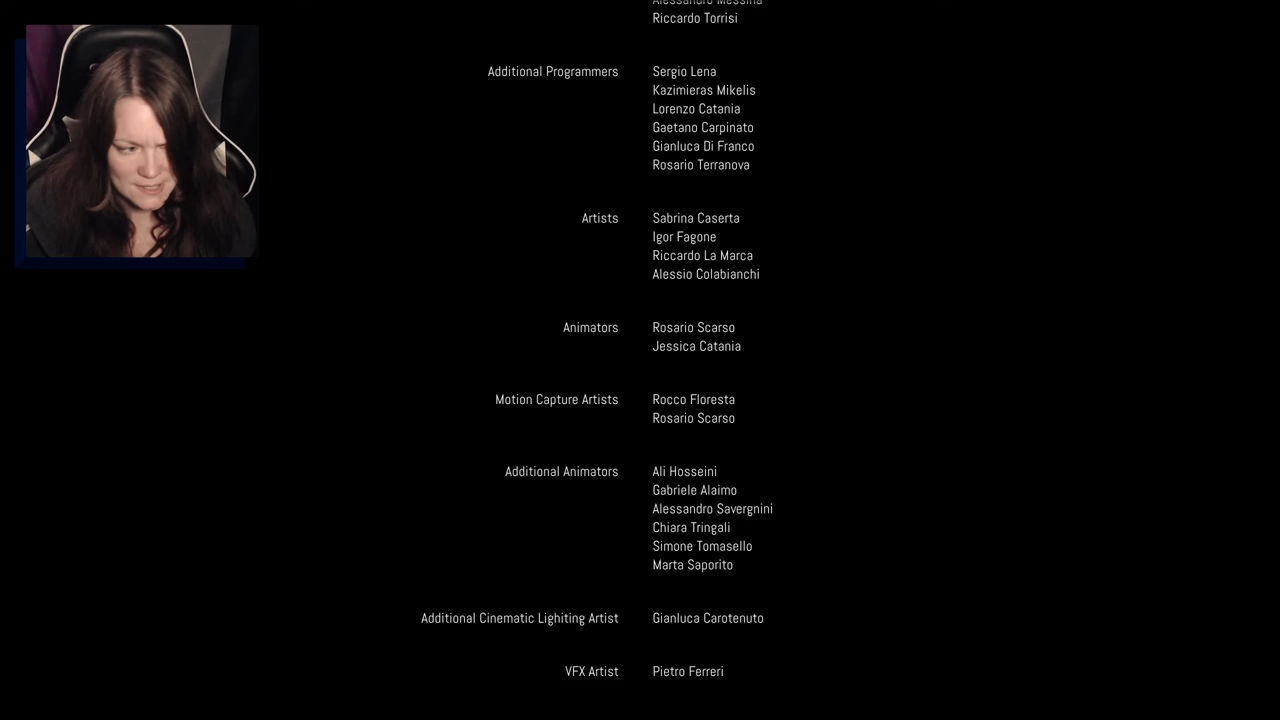 Alessandro Messina
Riccardo Torrisi
Additional Programmers Sergio Lena
Kazimieras Mikelis
Lorenzo Catania
Gaetano Carpinato
Gianluca Di Franco
Rosario Terranova
Artists Sabrina Caserta
Igor Fagone
Riccardo La Marca
Alessio Colabianchi
Animators Rosario Scarso
Jessica Catania
Motion Capture Artists Rocco Floresta
Rosario Scarso
Additional Animators Ali Hosseini
Gabriele Alaimo
Alessandro Savergnini
Chiara Tringali
Simone Tomasello
Marta Saporito
Additional Cinematic Lighiting Artist Gianluca Carotenuto
VFX Artist Pietro Ferreri